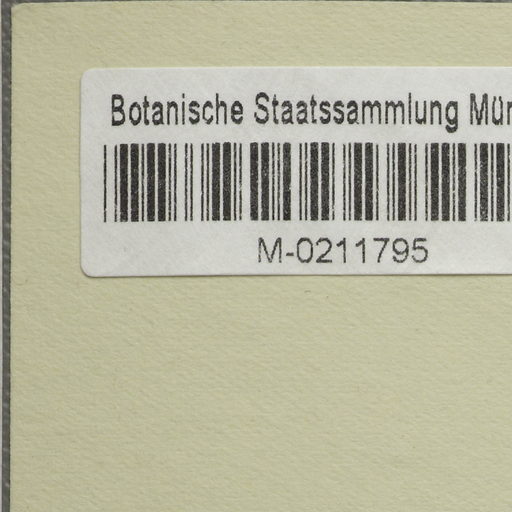 Botanische Staatssammlung Mün
M-0211795